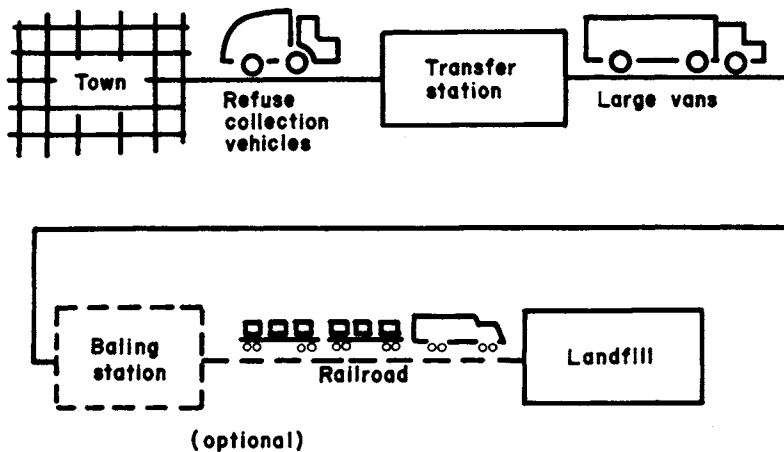 Town
Refuse
collection
vehicles
Transfer
station
Large vans
Baling
station
Railroad
Landfill
(optional)